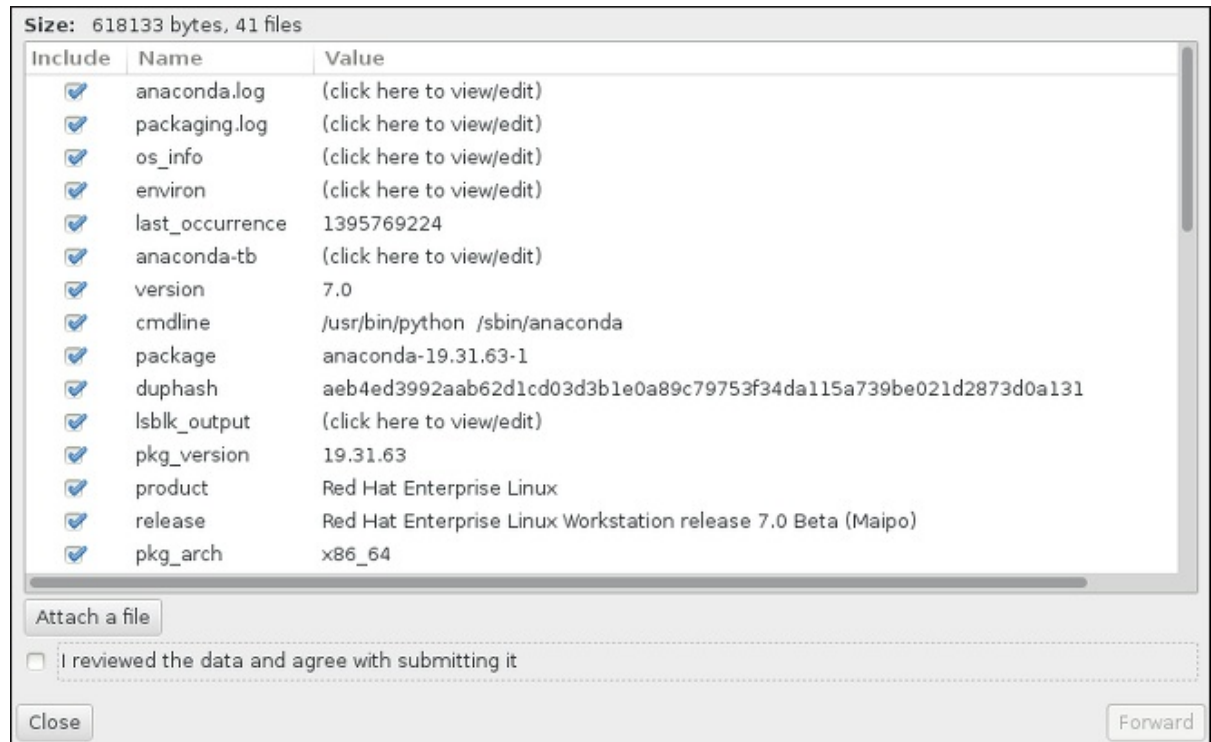 Size: 618133 bytes, 41 files
Include Name Value
anaconda.log (click here to view/edit)
packaging.log (click here to view/edit)
os_info (click here to view/edit)
environ (click here to view/edit)
last_occurrence 1395769224
anaconda-tb (click here to view/edit)
version 7.0
cmdline /usr/bin/python /sbin/anaconda
package anaconda-19.31.63-1
duphash aeb4ed3992aab62d1cd03d3b1e0a89c79753f34da115a739be021d2873d0a131
lsblk_output (click here to view/edit)
pkg_version 19.31.63
product Red Hat Enterprise Linux
release Red Hat Enterprise Linux Workstation release 7.0 Beta (Maipo)
pkg_arch x86_64
Attach a file
I reviewed the data and agree with submitting it
Close Forward